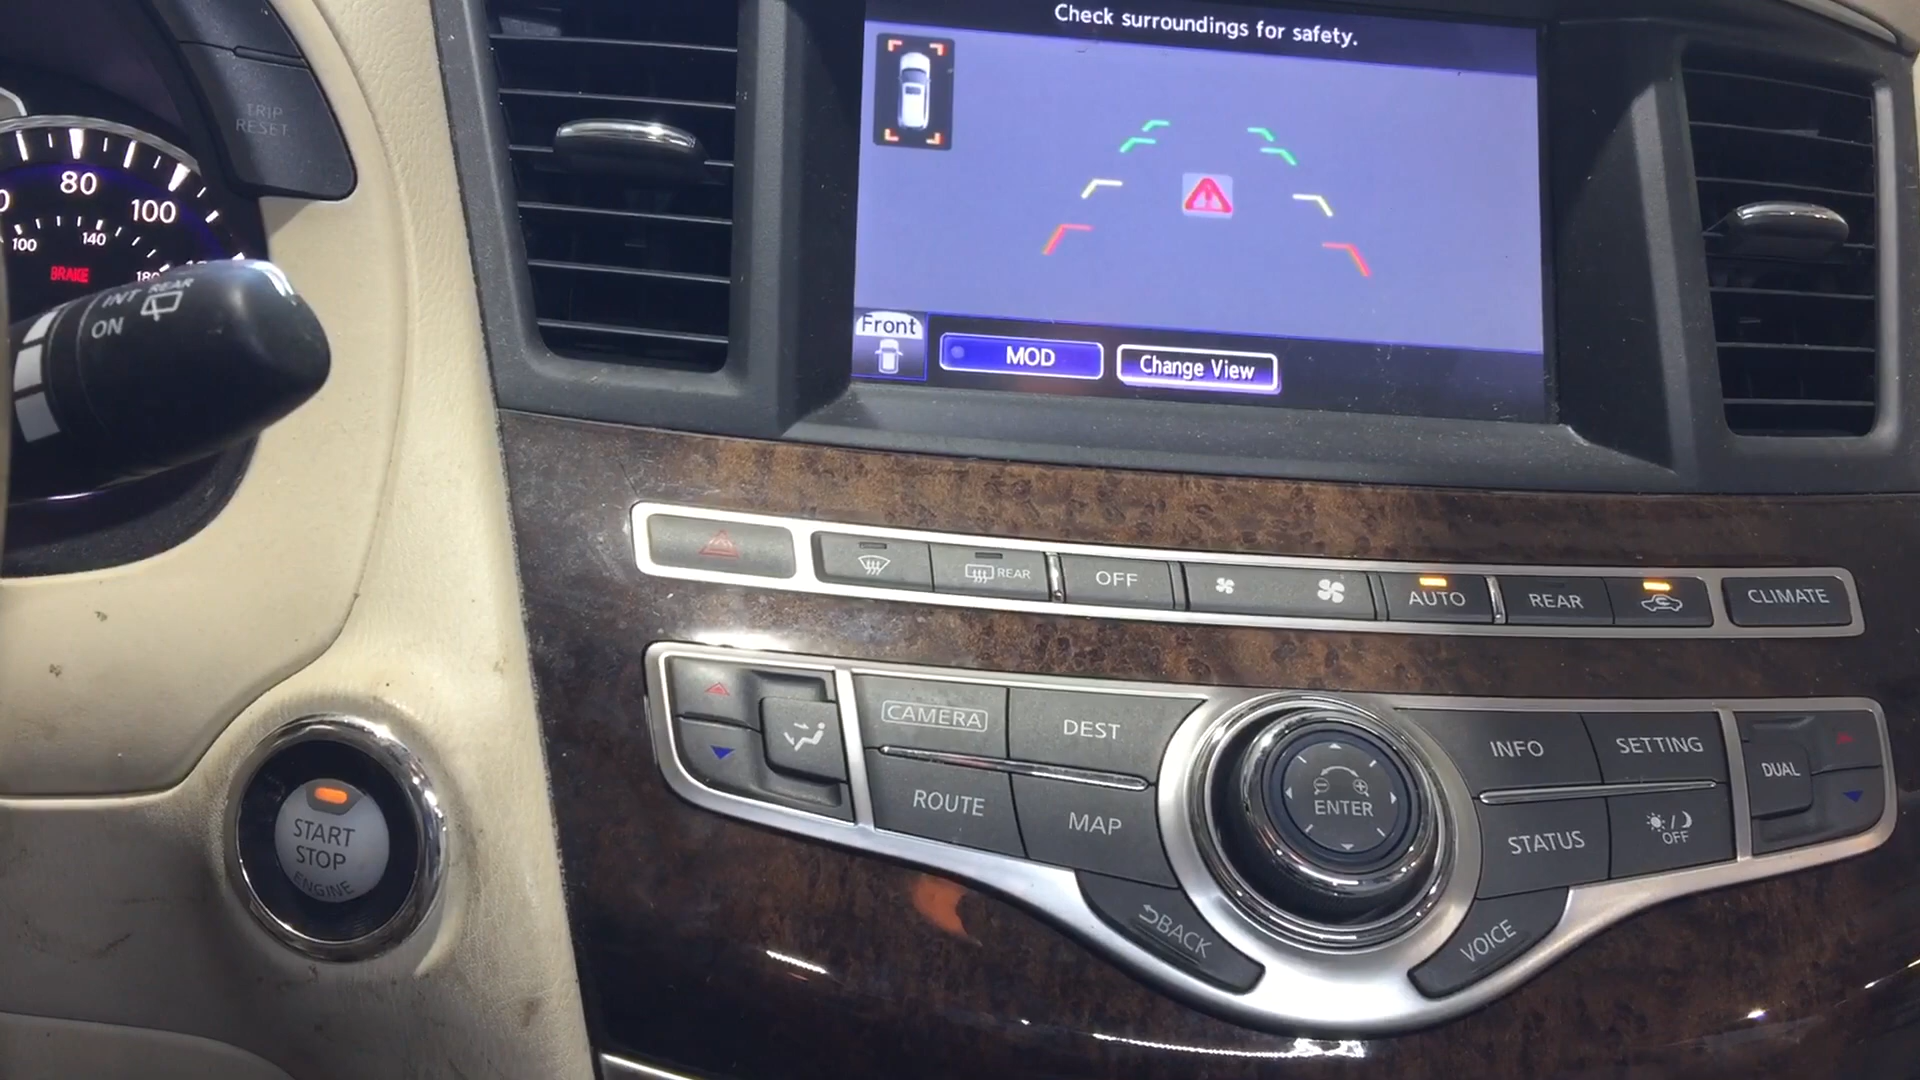 Check surroundings for safety.
TRIP
RESET
80
100
100
140
180
BRAKE
INT REAR
ON
Front
MOD
Change View
REAR
OFF
AUTO
REAR
CLIMATE
CAMERA
DEST
INFO
SETTING
DUAL
ROUTE
MAP
ENTER
STATUS
OFF
START
STOP
ENGINE
BACK
VOICE